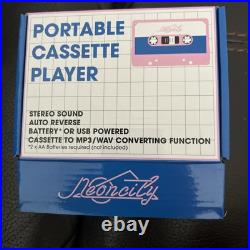 PORTABLE
CASSETTE
PLAYER
STEREO SOUND
AUTO REVERSE
BATTERY* OR USB POWERED
CASSETTE TO MP3/WAV CONVERTING FUNCTION
*2 x AA Batteries required (not included)
Neoncity